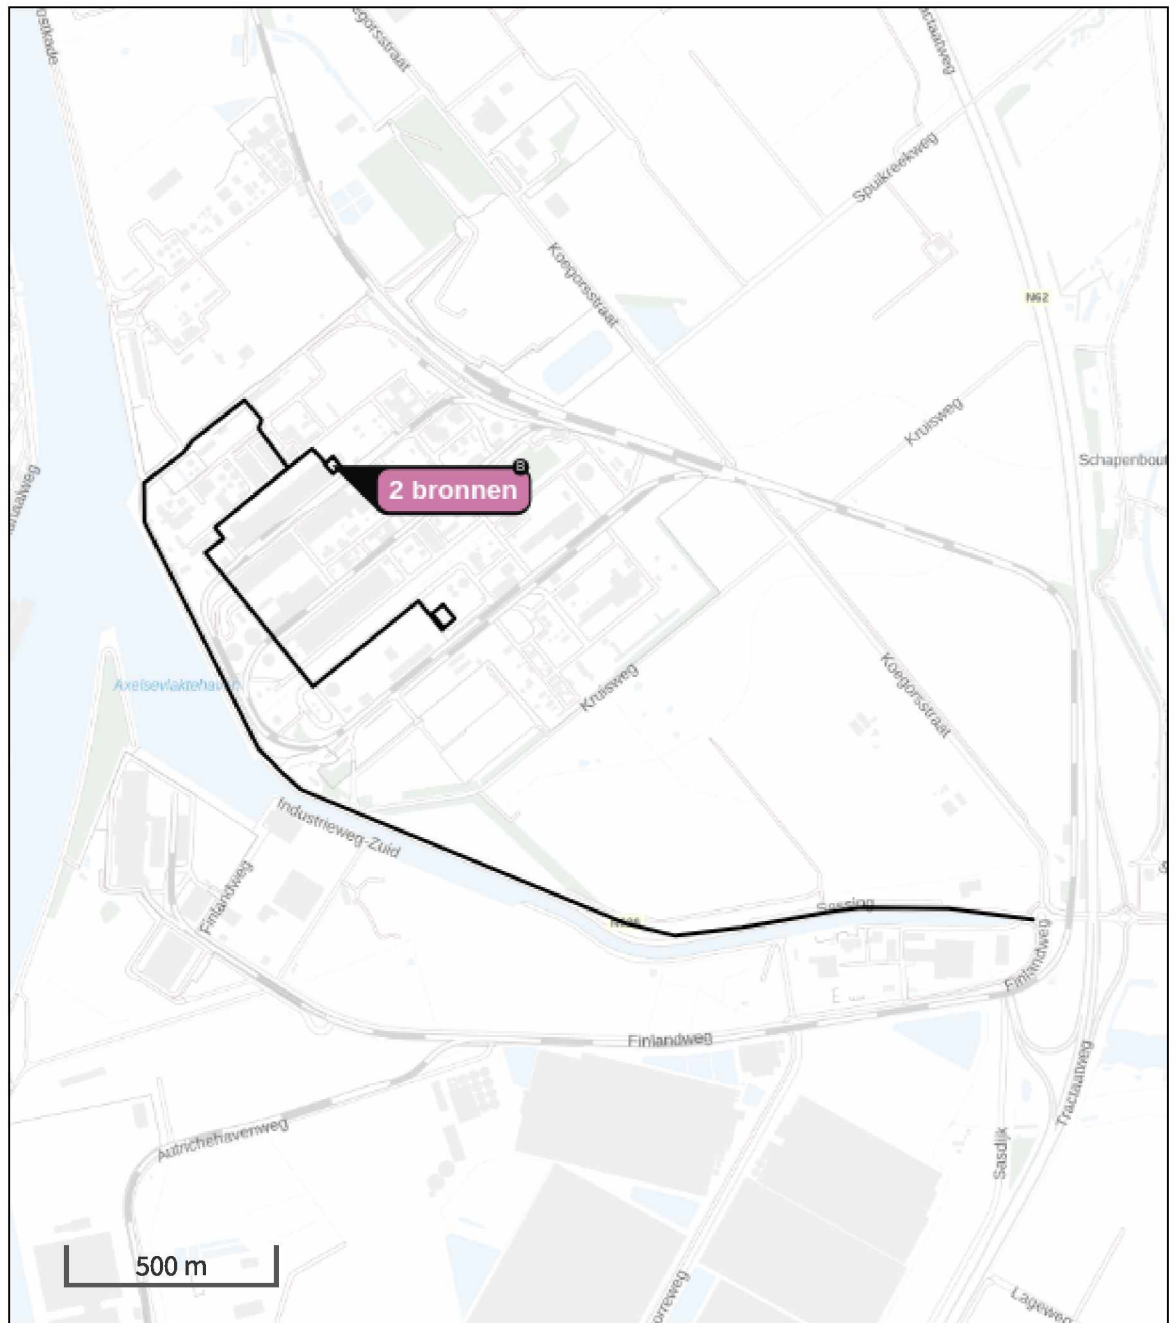 Koegorsstraat
Spuikreekweg
Koegorsstraat
N62
Kruisweg
Schapenbout
B
2 bronnen
Koegorsstraat
Kruisweg
Axelsevlaktehaven
Industrieweg-Zuid
Finlandweg
Finlandweg
Finlandweg
Tractaatweg
Autrichehavenweg
Sasdijk
500 m
Lageweg
orreweg